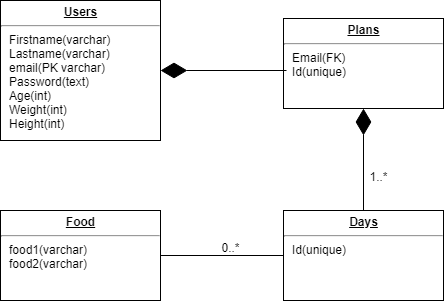 Users
Firstname(varchar)
Lastname(varchar)
email(PK varchar)
Password(text)
Age(int)
Weight(int)
Height(int)
Plans
Email(FK)
Id(unique)
1..*
Food
food1(varchar)
food2(varchar)
0..*
Days
Id(unique)